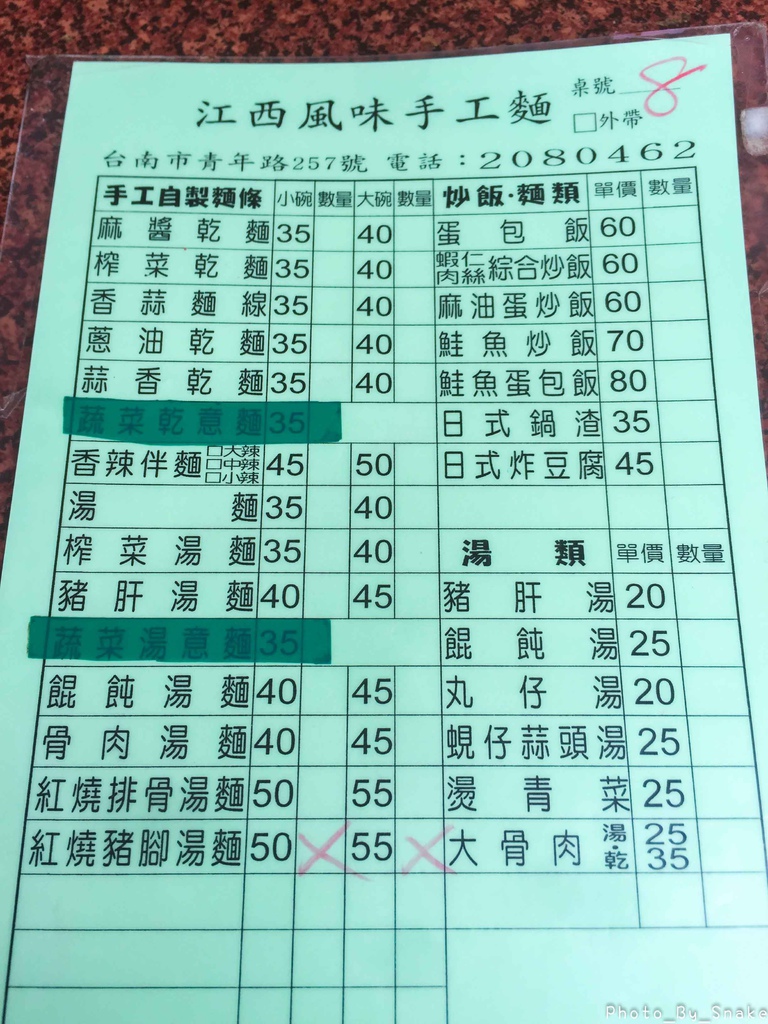 江西風味手工麵
桌號 8
□外帶
台南市青年路257號 電話：2080462
手工自製麵條 小碗 數量 大碗 數量
麻醬乾麵 35 40
榨菜乾麵 35 40
香蒜麵線 35 40
蔥油乾麵 35 40
蒜香乾麵 35 40
蔬菜乾意麵 35
香辣伴麵 □大辣 □中辣 □小辣 45 50
湯麵 35 40
榨菜湯麵 35 40
豬肝湯麵 40 45
蔬菜湯意麵 35
餛飩湯麵 40 45
骨肉湯麵 40 45
紅燒排骨湯麵 50 55
紅燒豬腳湯麵 50 X 55 X
炒飯·麵類 單價 數量
蛋包飯 60
蝦仁肉絲綜合炒飯 60
麻油蛋炒飯 60
鮭魚炒飯 70
鮭魚蛋包飯 80
日式鍋渣 35
日式炸豆腐 45
湯類 單價 數量
豬肝湯 20
餛飩湯 25
丸仔湯 20
蜆仔蒜頭湯 25
燙青菜 25
大骨肉 湯·乾 25 35
Photo_By_Snake